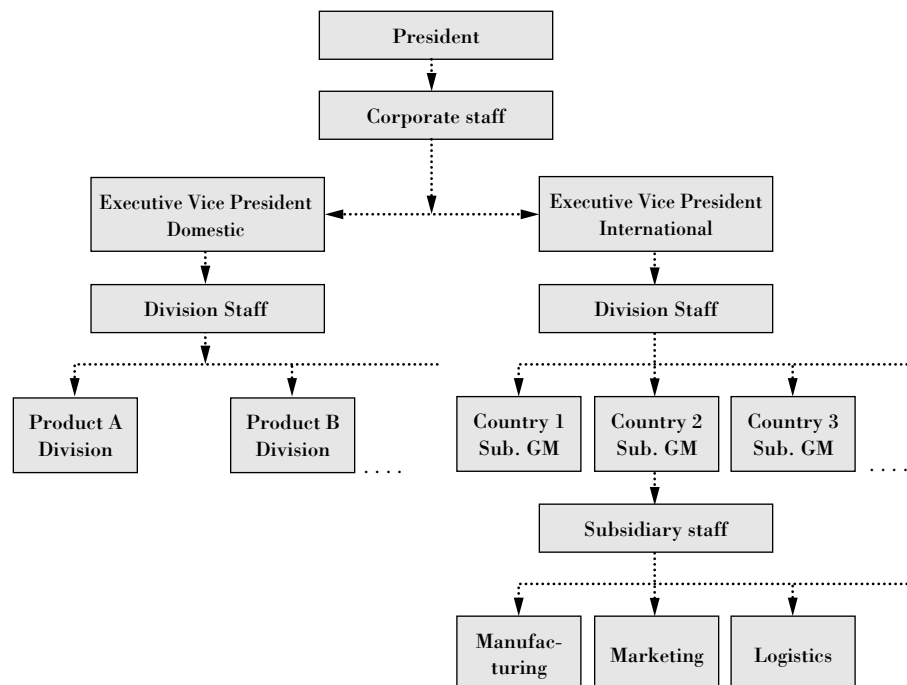 President
Corporate staff
Executive Vice President
Domestic
Executive Vice President
International
Division Staff
Division Staff
Product A
Division
Product B
Division
. . . .
Country 1
Sub. GM
Country 2
Sub. GM
Country 3
Sub. GM
. . . .
Subsidiary staff
Manufac-
turing
Marketing
Logistics